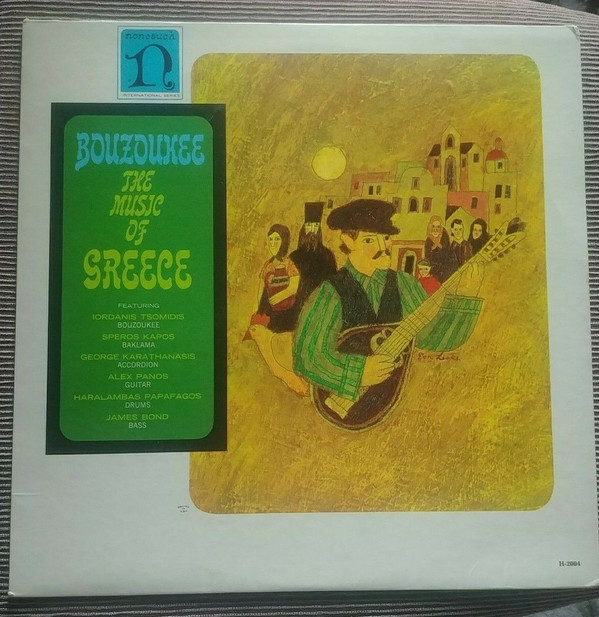 nonesuch
n
INTERNATIONAL SERIES
BOUZOUKEE
THE
MUSIC
OF
GREECE
FEATURING
IORDANIS TSOMIDIS
BOUZOUKEE
SPEROS KAPOS
BAKLAMA
GEORGE KARATHANASIS
ACCORDION
ALEX PANOS
GUITAR
HARALAMBAS PAPAFAGOS
DRUMS
JAMES BOND
BASS
H-2004